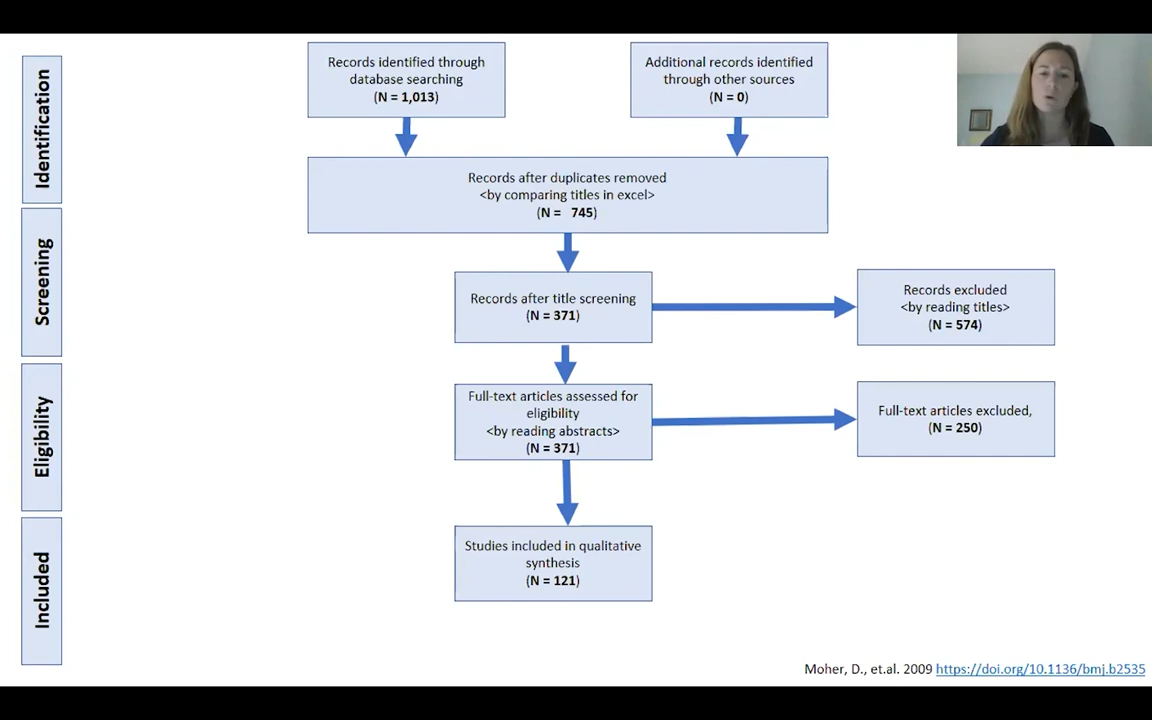 Identification
Records identified through
database searching
(N = 1,013)
Additional records identified
through other sources
(N = 0)
Records after duplicates removed
<by comparing titles in excel>
(N = 745)
Screening
Records after title screening
(N = 371)
Records excluded
<by reading titles>
(N = 574)
Eligibility
Full-text articles assessed for
eligibility
<by reading abstracts>
(N = 371)
Full-text articles excluded,
(N = 250)
Included
Studies included in qualitative
synthesis
(N = 121)
Moher, D., et.al. 2009 https://doi.org/10.1136/bmj.b2535